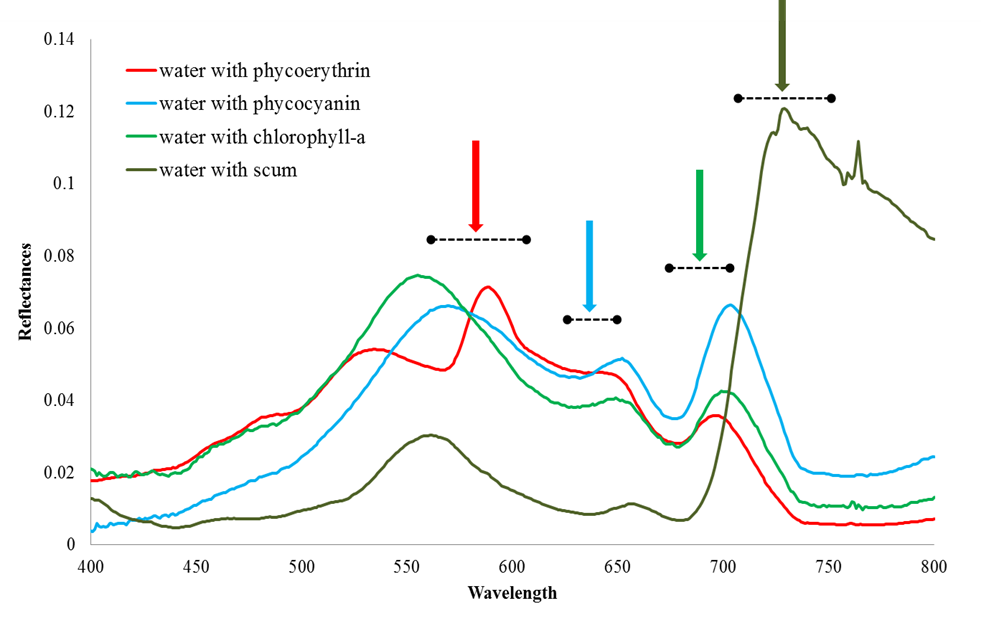 0.14
water with phycoerythrin
water with phycocyanin
0.12
water with chlorophyll-a
water with scum
0.1
0.08
Reflectances
0.06
0.04
0.02
0
400 450 500 550 600 650 700 750 800
Wavelength